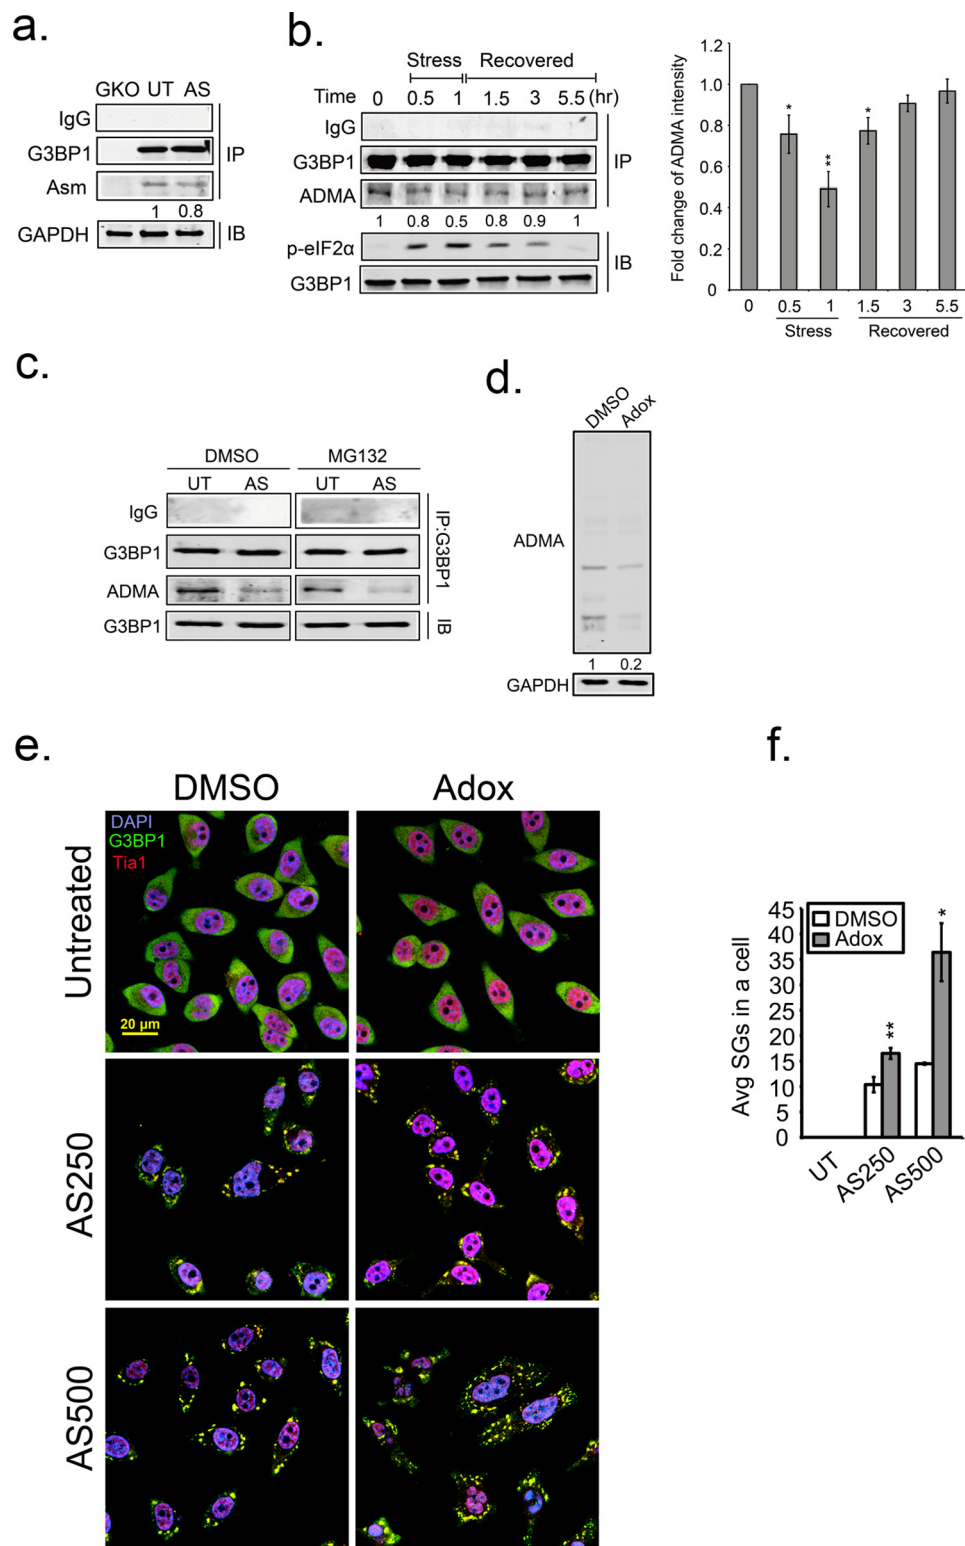 a.
GKO UT AS
IgG
G3BP1
Asm
IP
1 0.8
GAPDH
IB
b.
Stress Recovered
Time 0 0.5 1 1.5 3 5.5 (hr)
IgG
G3BP1
ADMA
IP
1 0.8 0.5 0.8 0.9 1
p-eIF2α
G3BP1
IB
Fold change of ADMA intensity
1.2
1.0
0.8
0.6
0.4
0.2
0
* ** *
0 0.5 1 1.5 3 5.5
Stress Recovered
c.
DMSO MG132
UT AS UT AS
IgG
G3BP1
ADMA
IP:G3BP1
G3BP1
IB
d.
DMSO Adox
ADMA
1 0.2
GAPDH
e.
DMSO Adox
Untreated
DAPI
G3BP1
Tia1
20 μm
AS250
AS500
f.
Avg SGs in a cell
45
40
35
30
25
20
15
10
5
0
DMSO
Adox
** *
UT AS250 AS500